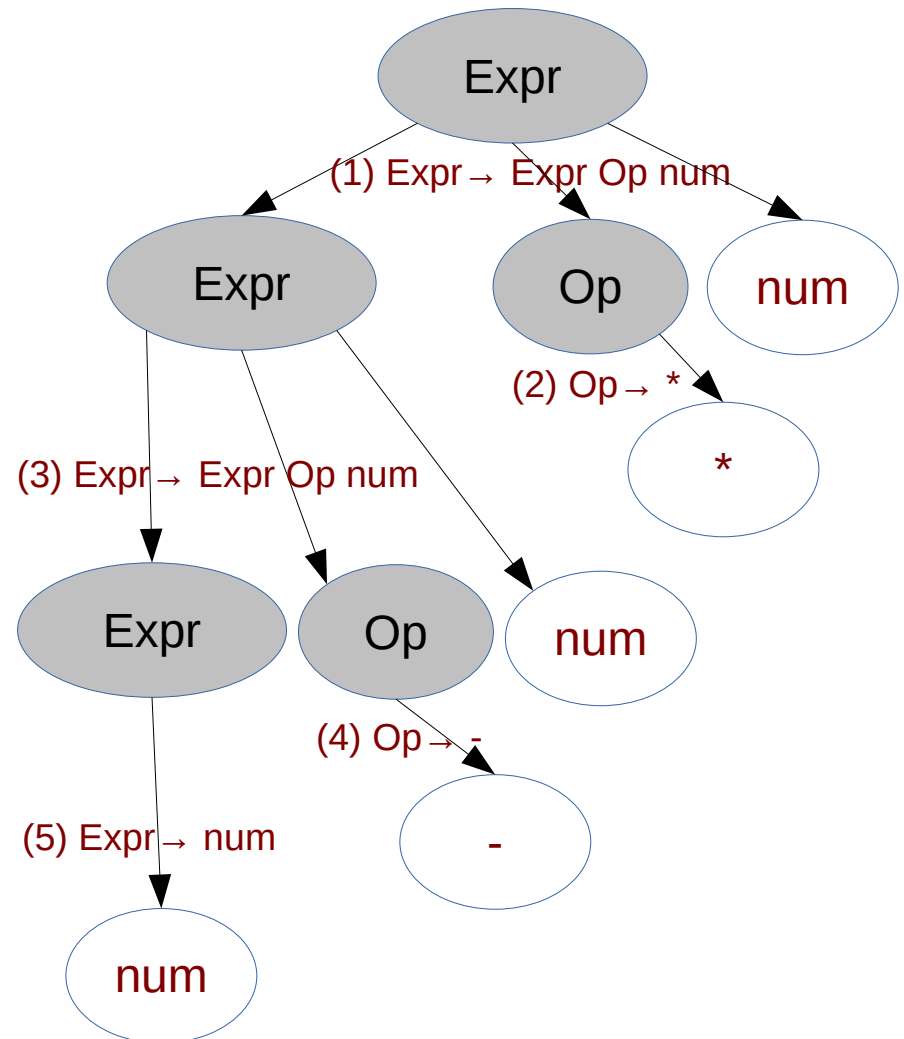 Expr
(1) Expr→ Expr Op num
Expr
Op
num
(2) Op→ *
*
(3) Expr→ Expr Op num
Expr
Op
num
(4) Op→ -
-
(5) Expr→ num
num